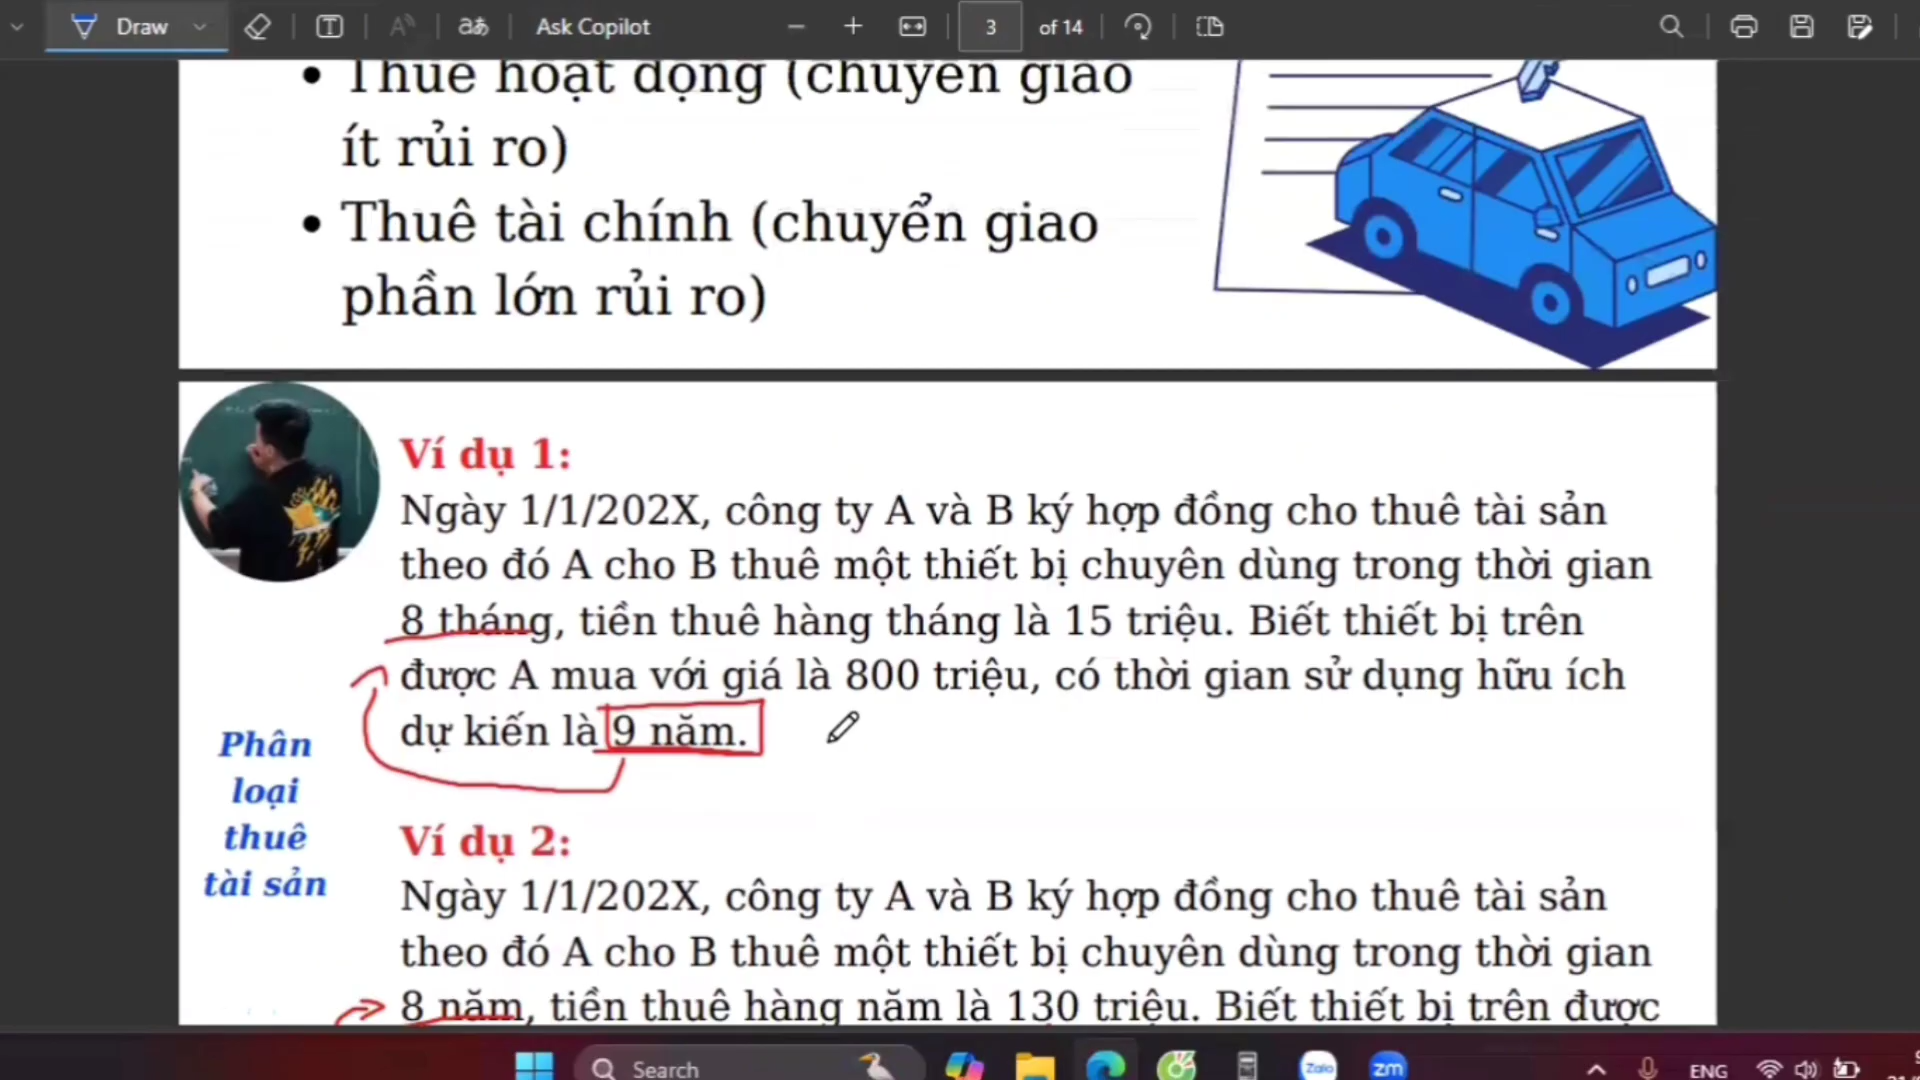 Draw
Ask Copilot
3 of 14
• Thuê hoạt động (chuyển giao
ít rủi ro)
• Thuê tài chính (chuyển giao
phần lớn rủi ro)
Ví dụ 1:
Ngày 1/1/202X, công ty A và B ký hợp đồng cho thuê tài sản
theo đó A cho B thuê một thiết bị chuyên dùng trong thời gian
8 tháng, tiền thuê hàng tháng là 15 triệu. Biết thiết bị trên
được A mua với giá là 800 triệu, có thời gian sử dụng hữu ích
dự kiến là 9 năm.
Phân
loại
thuê
tài sản
Ví dụ 2:
Ngày 1/1/202X, công ty A và B ký hợp đồng cho thuê tài sản
theo đó A cho B thuê một thiết bị chuyên dùng trong thời gian
8 năm, tiền thuê hàng năm là 130 triệu. Biết thiết bị trên được
Search
Zalo
zm
ENG